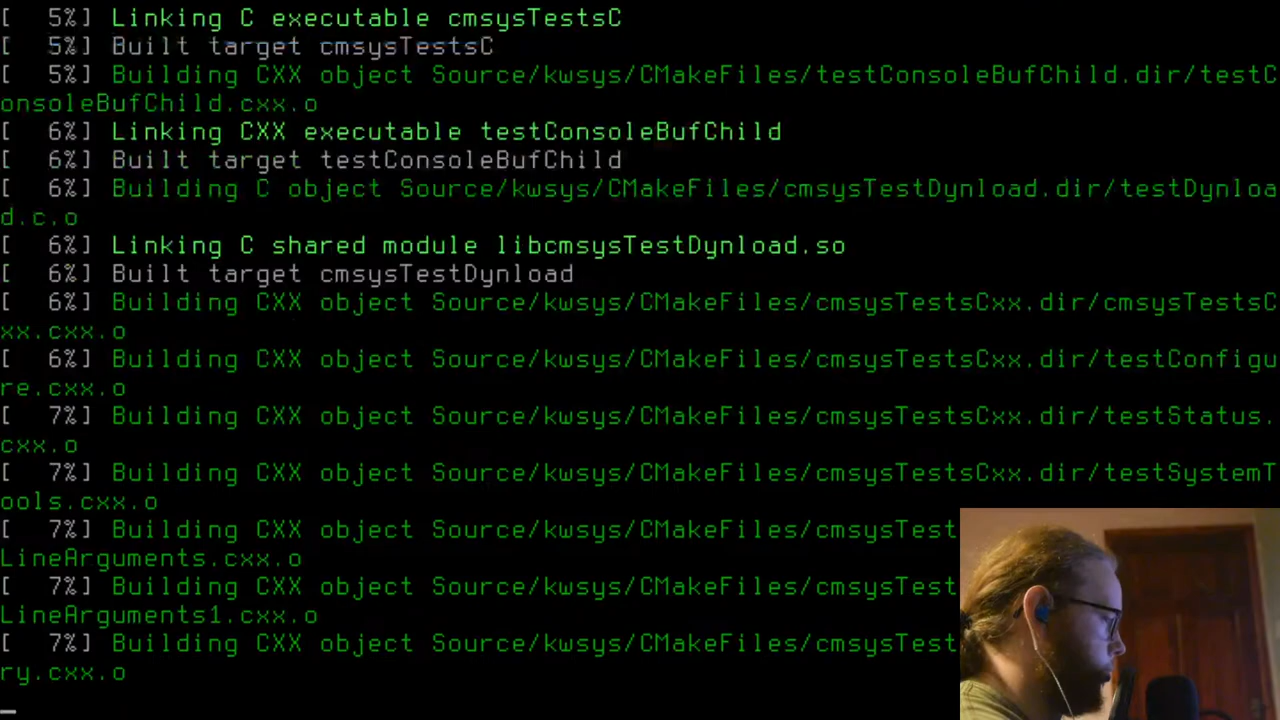 [  5%] Linking C executable cmsysTestsC
[  5%] Built target cmsysTestsC
[  5%] Building CXX object Source/kwsys/CMakeFiles/testConsoleBufChild.dir/testC
onsoleBufChild.cxx.o
[  6%] Linking CXX executable testConsoleBufChild
[  6%] Built target testConsoleBufChild
[  6%] Building C object Source/kwsys/CMakeFiles/cmsysTestDynload.dir/testDynloa
d.c.o
[  6%] Linking C shared module libcmsysTestDynload.so
[  6%] Built target cmsysTestDynload
[  6%] Building CXX object Source/kwsys/CMakeFiles/cmsysTestsCxx.dir/cmsysTestsC
xx.cxx.o
[  6%] Building CXX object Source/kwsys/CMakeFiles/cmsysTestsCxx.dir/testConfigu
re.cxx.o
[  7%] Building CXX object Source/kwsys/CMakeFiles/cmsysTestsCxx.dir/testStatus.
cxx.o
[  7%] Building CXX object Source/kwsys/CMakeFiles/cmsysTestsCxx.dir/testSystemT
ools.cxx.o
[  7%] Building CXX object Source/kwsys/CMakeFiles/cmsysTest
LineArguments.cxx.o
[  7%] Building CXX object Source/kwsys/CMakeFiles/cmsysTest
LineArguments1.cxx.o
[  7%] Building CXX object Source/kwsys/CMakeFiles/cmsysTest
ry.cxx.o